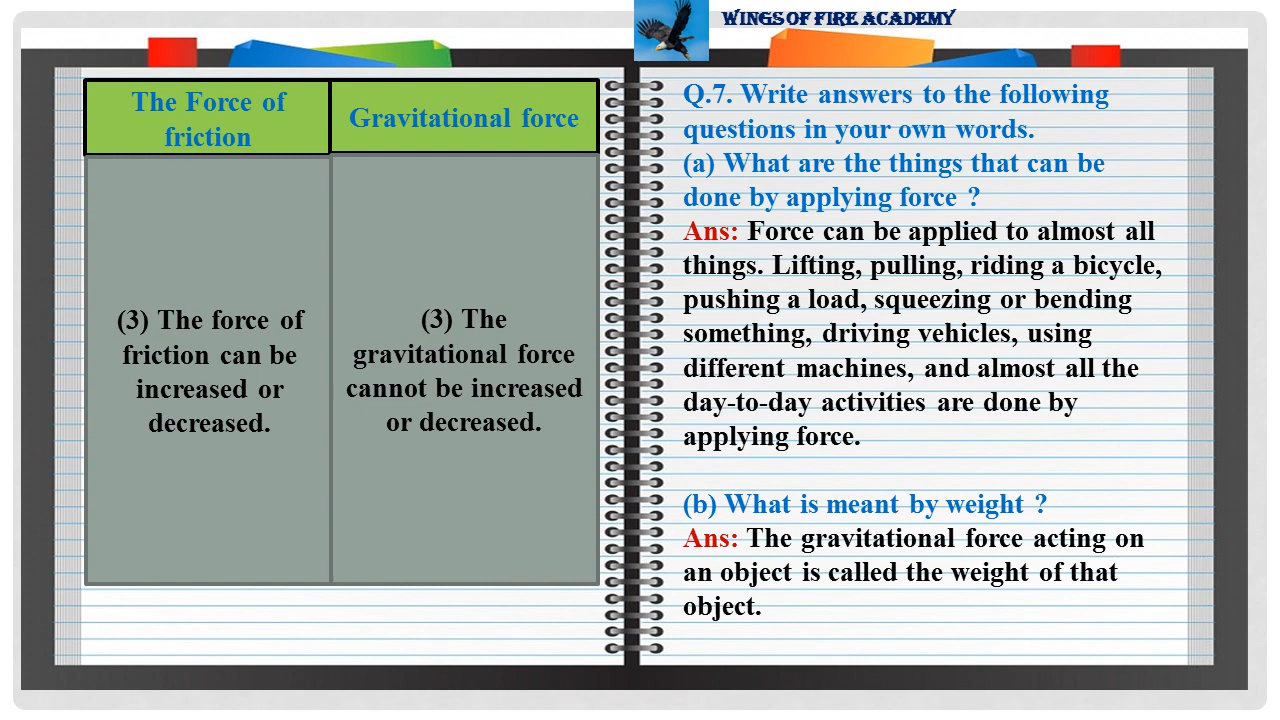 WINGS OF FIRE ACADEMY
The Force of
friction
Gravitational force
(3) The force of
friction can be
increased or
decreased.
(3) The
gravitational force
cannot be increased
or decreased.
Q.7. Write answers to the following
questions in your own words.
(a) What are the things that can be
done by applying force ?
Ans: Force can be applied to almost all
things. Lifting, pulling, riding a bicycle,
pushing a load, squeezing or bending
something, driving vehicles, using
different machines, and almost all the
day-to-day activities are done by
applying force.
(b) What is meant by weight ?
Ans: The gravitational force acting on
an object is called the weight of that
object.